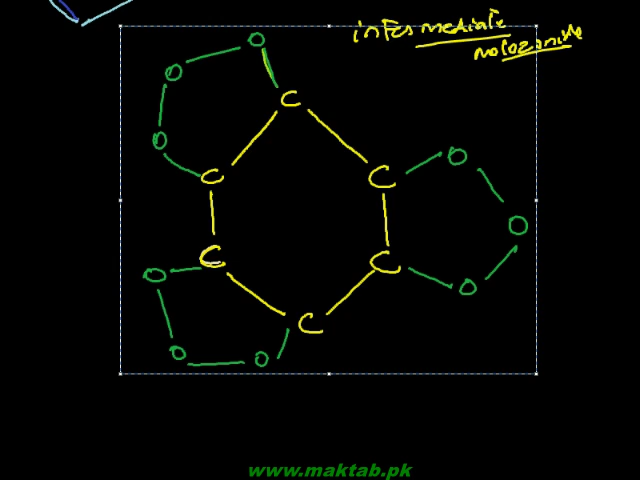 intermediate
molozonide
O
O C
O C C O
O
O C C O
O O C
www.maktab.pk